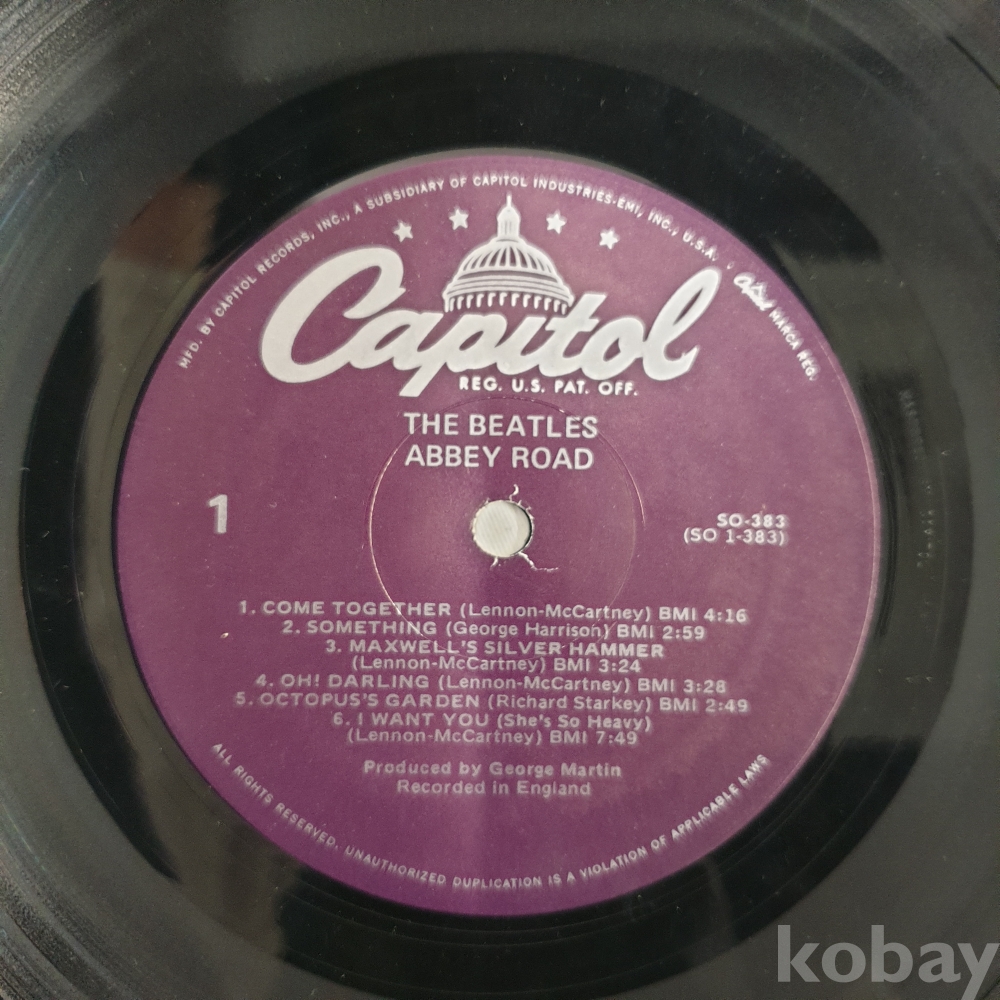 MFD. BY CAPITOL RECORDS, INC., A SUBSIDIARY OF CAPITOL INDUSTRIES-EMI, INC., U.S.A. • Capitol MARCA REG.
Capitol
REG. U.S. PAT. OFF.
THE BEATLES
ABBEY ROAD
1
SO-383
(SO 1-383)
1. COME TOGETHER (Lennon-McCartney) BMI 4:16
2. SOMETHING (George Harrison) BMI 2:59
3. MAXWELL'S SILVER HAMMER
(Lennon-McCartney) BMI 3:24
4. OH! DARLING (Lennon-McCartney) BMI 3:28
5. OCTOPUS'S GARDEN (Richard Starkey) BMI 2:49
6. I WANT YOU (She's So Heavy)
(Lennon-McCartney) BMI 7:49
Produced by George Martin
Recorded in England
ALL RIGHTS RESERVED. UNAUTHORIZED DUPLICATION IS A VIOLATION OF APPLICABLE LAWS
kobay